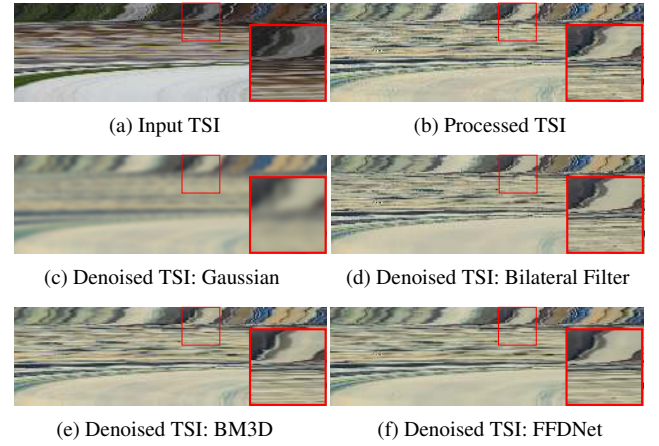 (a) Input TSI
(b) Processed TSI
(c) Denoised TSI: Gaussian
(d) Denoised TSI: Bilateral Filter
(e) Denoised TSI: BM3D
(f) Denoised TSI: FFDNet